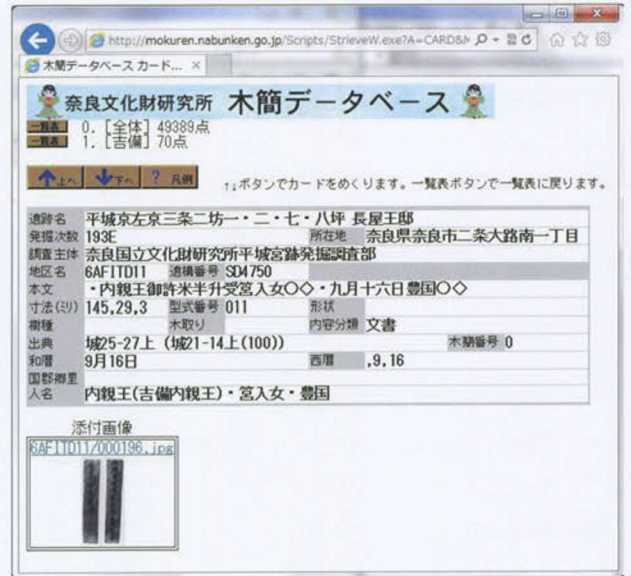 http://mokuren.nabunken.go.jp/Scripts/StrieveW.exe?A=CARD&M
木簡データベース カード... ×
奈良文化財研究所 木簡データベース
一覧表 0. [全体] 49389点
一覧表 1. [吉備] 70点
上へ 下へ ? 凡例 ↑↓ボタンでカードをめくります。一覧表ボタンで一覧表に戻ります。
遺跡名 平城京左京三条二坊一・二・七・八坪 長屋王邸
発掘次数 193E 所在地 奈良県奈良市二条大路南一丁目
調査主体 奈良国立文化財研究所平城宮跡発掘調査部
地区名 6AFITD11 遺構番号 SD4750
本文 ・内親王御許米半升受筥入女○◇・九月十六日豊国○◇
寸法(ミリ) 145,29,3 型式番号 011 形状
樹種 木取り 内容分類 文書
出典 城25-27上 (城21-14上(100)) 木簡番号 0
和暦 9月16日 西暦 ,9,16
国郡郷里
人名 内親王(吉備内親王)・筥入女・豊国
添付画像
6AFITD11/000196.jpg